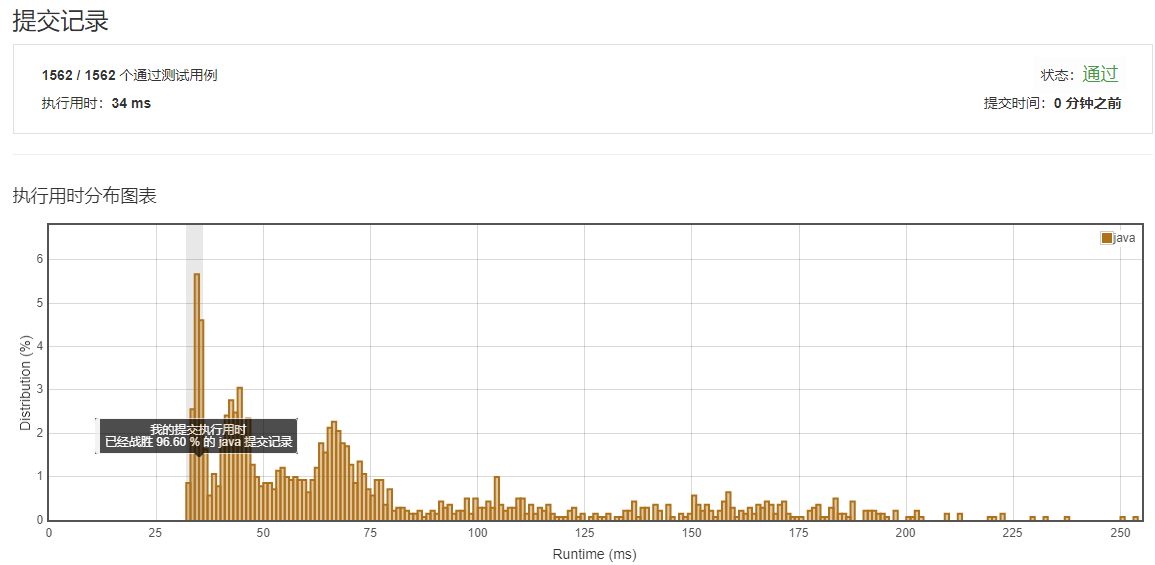 提交记录
1562 / 1562 个通过测试用例
状态：通过
执行用时：34 ms
提交时间：0 分钟之前
执行用时分布图表
java
6
5
4
3
2
1
0
Distribution (%)
我的提交执行用时
已经战胜 96.60 % 的 java 提交记录
0 25 50 75 100 125 150 175 200 225 250
Runtime (ms)